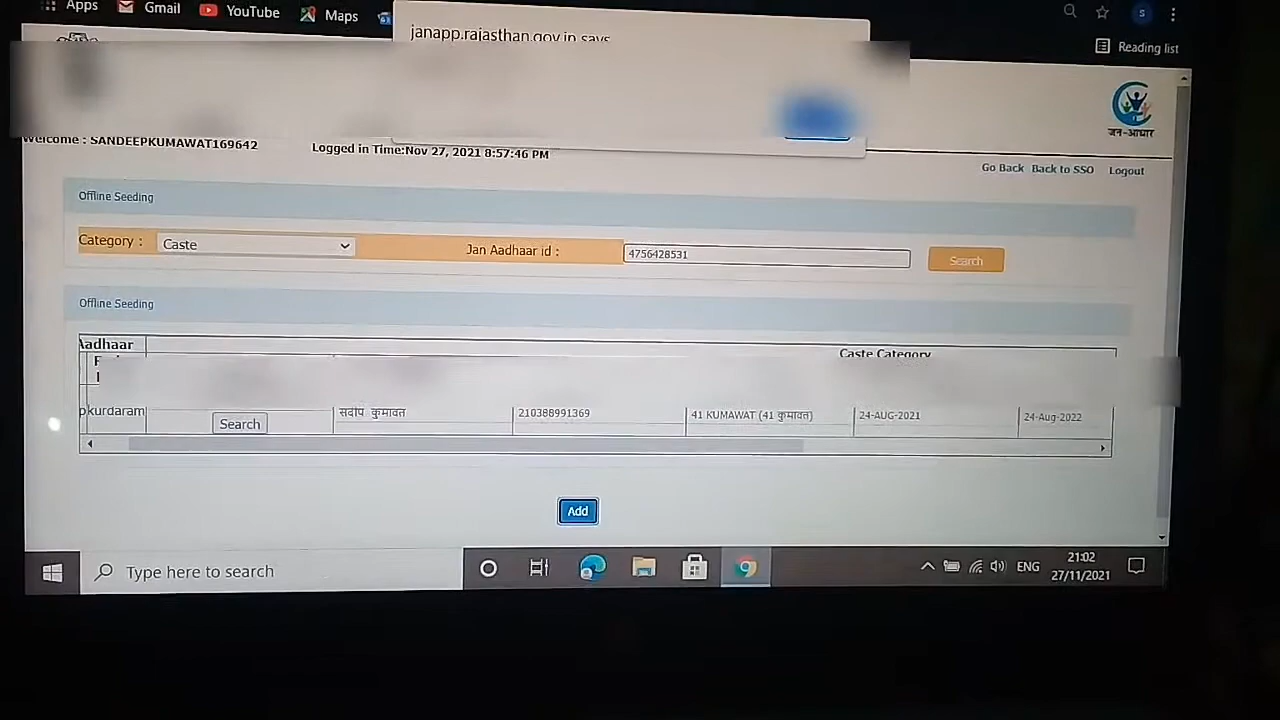 Apps Gmail YouTube Maps
janapp.rajasthan.gov.in says
Reading list
जन-आधार
Welcome : SANDEEPKUMAWAT169642 Logged in Time:Nov 27, 2021 8:57:46 PM
Go Back Back to SSO Logout
Offline Seeding
Category : Caste Jan Aadhaar id : 4756428531 Search
Offline Seeding
Aadhaar Caste Category
pkurdaram Search संदीप कुमावत 210388991369 41 KUMAWAT (41 कुमावत) 24-AUG-2021 24-Aug-2022
Add
Type here to search ENG 21:02
27/11/2021